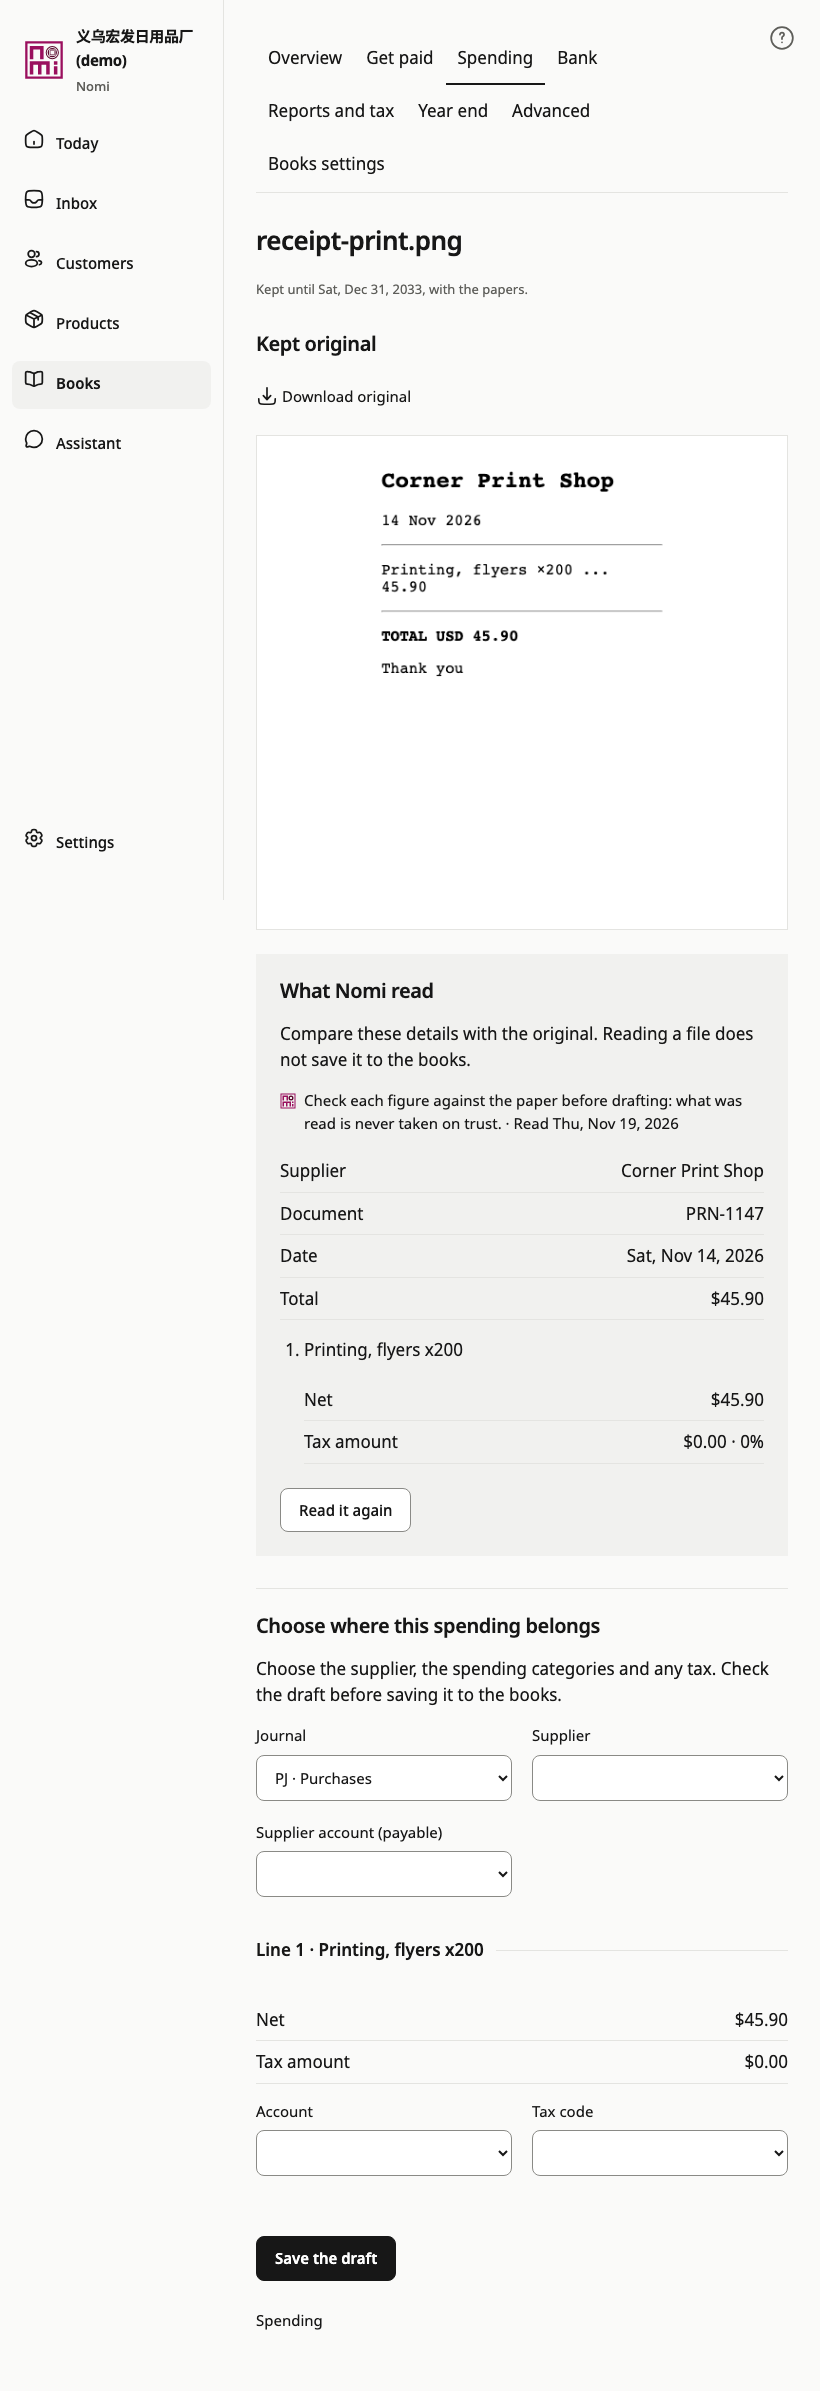 义乌宏发日用品厂
(demo)
Nomi
Today
Inbox
Customers
Products
Books
Assistant
Settings
Overview Get paid Spending Bank
Reports and tax Year end Advanced
Books settings
receipt-print.png
Kept until Sat, Dec 31, 2033, with the papers.
Kept original
Download original
Corner Print Shop
14 Nov 2026
Printing, flyers ×200 ...
45.90
TOTAL USD 45.90
Thank you
What Nomi read
Compare these details with the original. Reading a file does
not save it to the books.
Check each figure against the paper before drafting: what was
read is never taken on trust. · Read Thu, Nov 19, 2026
Supplier Corner Print Shop
Document PRN-1147
Date Sat, Nov 14, 2026
Total $45.90
1. Printing, flyers x200
Net $45.90
Tax amount $0.00 · 0%
Read it again
Choose where this spending belongs
Choose the supplier, the spending categories and any tax. Check
the draft before saving it to the books.
Journal Supplier
PJ · Purchases
Supplier account (payable)
Line 1 · Printing, flyers x200
Net $45.90
Tax amount $0.00
Account Tax code
Save the draft
Spending